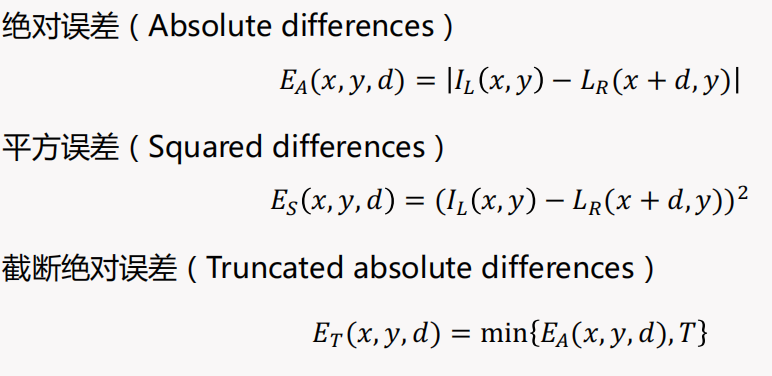 绝对误差（Absolute differences）
E_A(x, y, d) = |I_L(x, y) − L_R(x + d, y)|
平方误差（Squared differences）
E_S(x, y, d) = (I_L(x, y) − L_R(x + d, y))²
截断绝对误差（Truncated absolute differences）
E_T(x, y, d) = min{E_A(x, y, d), T}